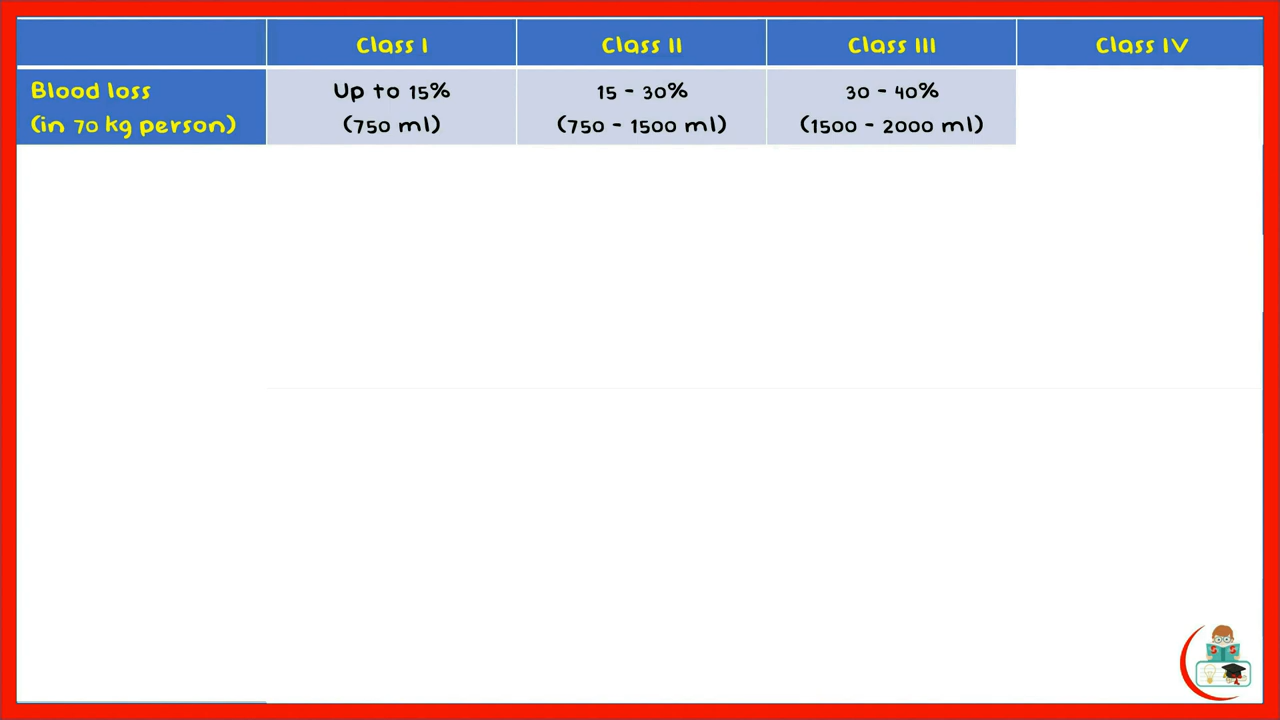 Class I Class II Class III Class IV
Blood loss Up to 15% 15 - 30% 30 - 40%
(in 70 kg person) (750 ml) (750 - 1500 ml) (1500 - 2000 ml)